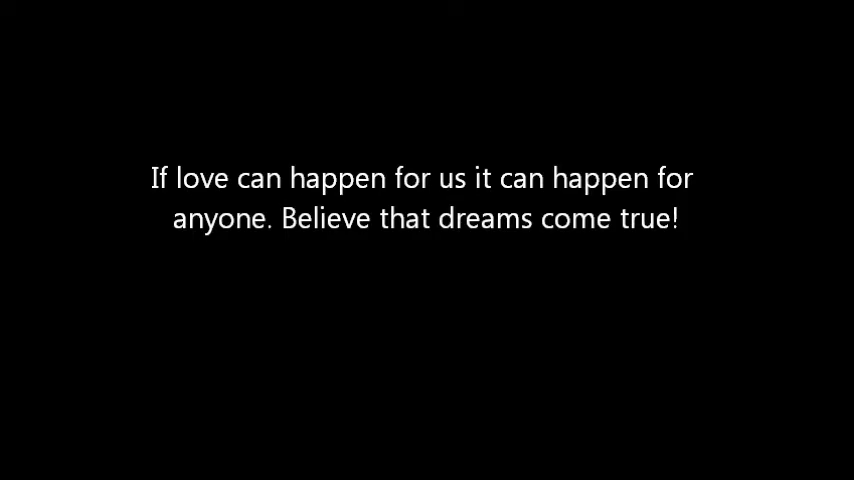 If love can happen for us it can happen for
anyone. Believe that dreams come true!